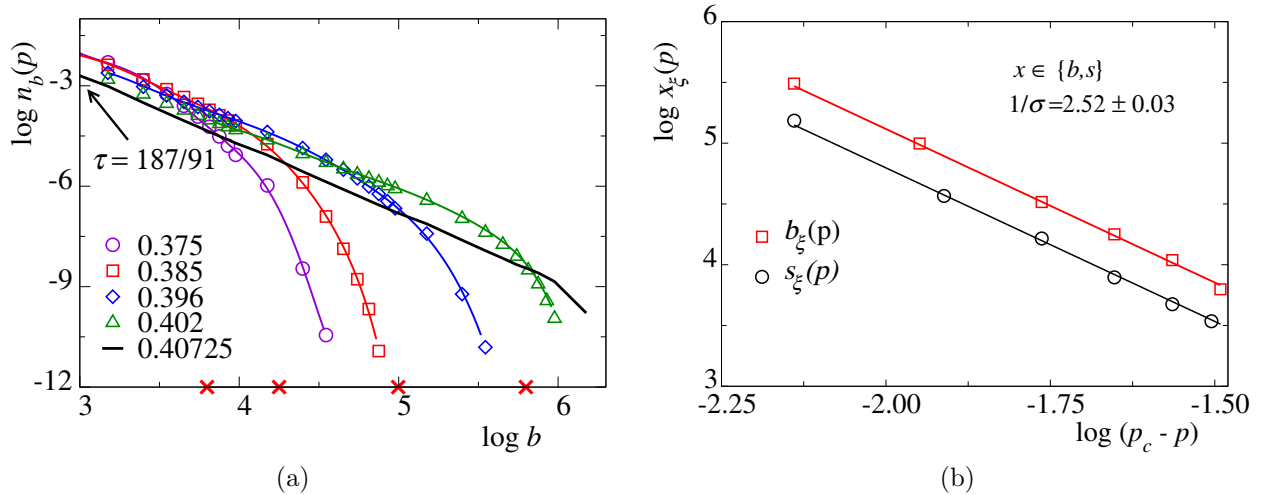 log n_b(p)
-3
-6
-9
-12
τ = 187/91
0.375
0.385
0.396
0.402
0.40725
3 4 5 6
log b
(a)
log x_ξ(p)
6
5
4
3
x ∈ {b,s}
1/σ=2.52 ± 0.03
b_ξ(p)
s_ξ(p)
-2.25 -2.00 -1.75 -1.50
log (p_c - p)
(b)